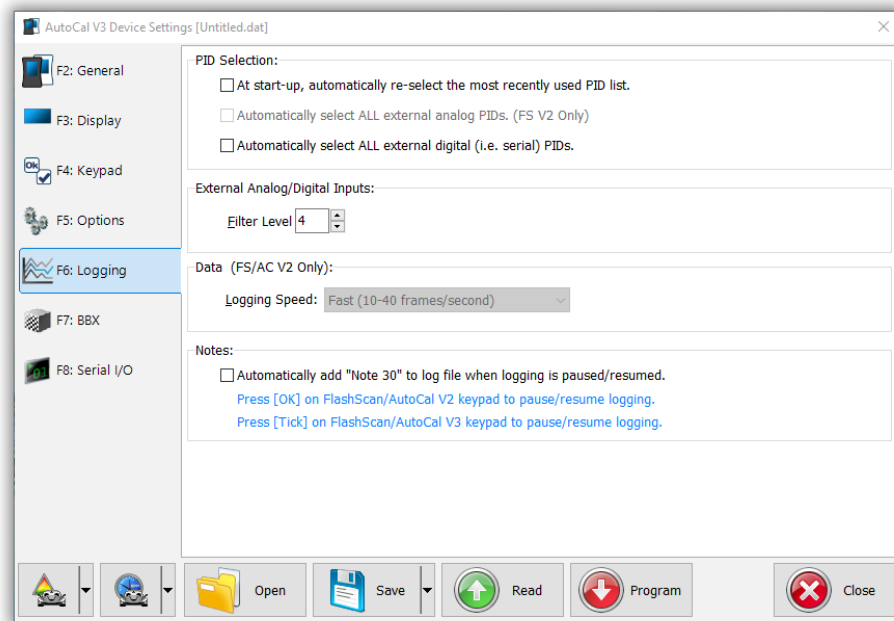 AutoCal V3 Device Settings [Untitled.dat]
F2: General
F3: Display
Ok
F4: Keypad
F5: Options
F6: Logging
F7: BBX
F8: Serial I/O
PID Selection:
At start-up, automatically re-select the most recently used PID list.
Automatically select ALL external analog PIDs. (FS V2 Only)
Automatically select ALL external digital (i.e. serial) PIDs.
External Analog/Digital Inputs:
Filter Level 4
Data (FS/AC V2 Only):
Logging Speed: Fast (10-40 frames/second)
Notes:
Automatically add "Note 30" to log file when logging is paused/resumed.
Press [OK] on FlashScan/AutoCal V2 keypad to pause/resume logging.
Press [Tick] on FlashScan/AutoCal V3 keypad to pause/resume logging.
Open Save Read Program Close